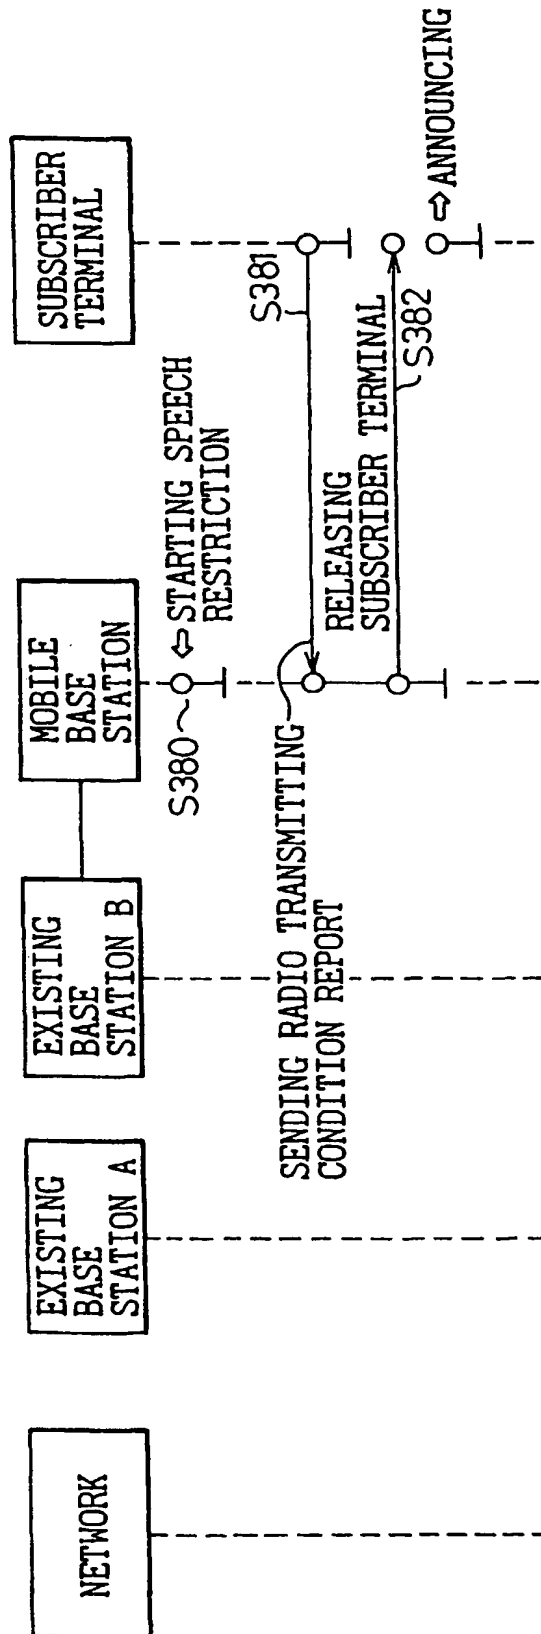 NETWORK
EXISTING
BASE
STATION A
EXISTING
BASE
STATION B
MOBILE
BASE
STATION
SUBSCRIBER
TERMINAL
S380
⇦STARTING SPEECH
RESTRICTION
S381
SENDING RADIO TRANSMITTING
CONDITION REPORT
RELEASING
SUBSCRIBER TERMINAL
S382
⇨ANNOUNCING